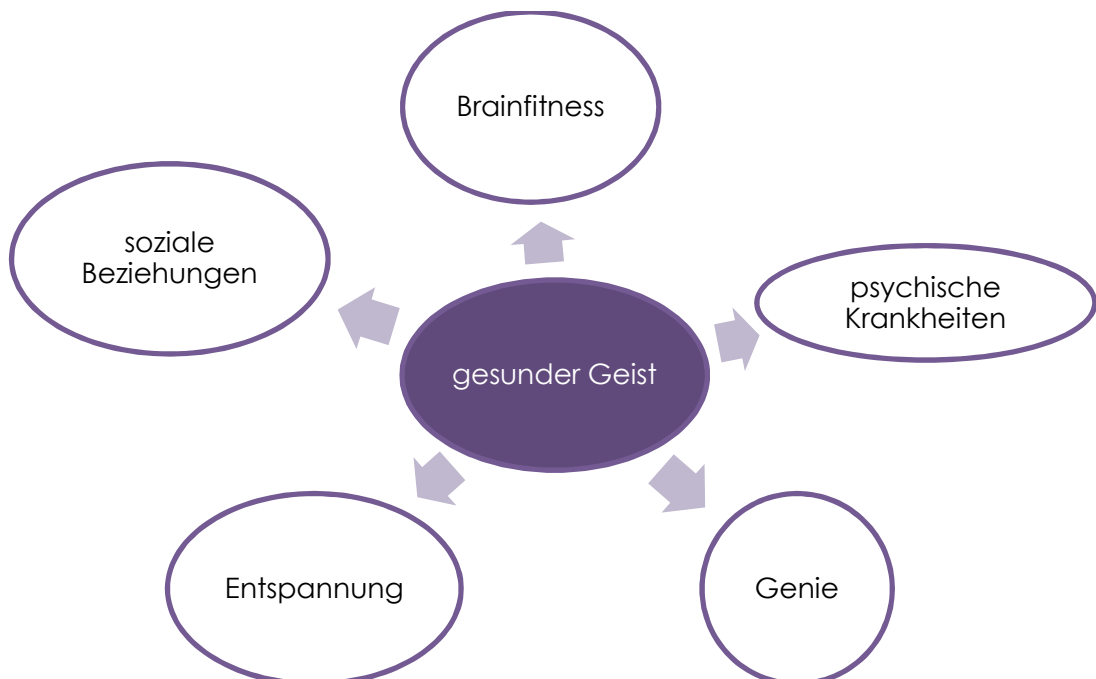 Brainfitness
soziale
Beziehungen
psychische
Krankheiten
gesunder Geist
Entspannung
Genie